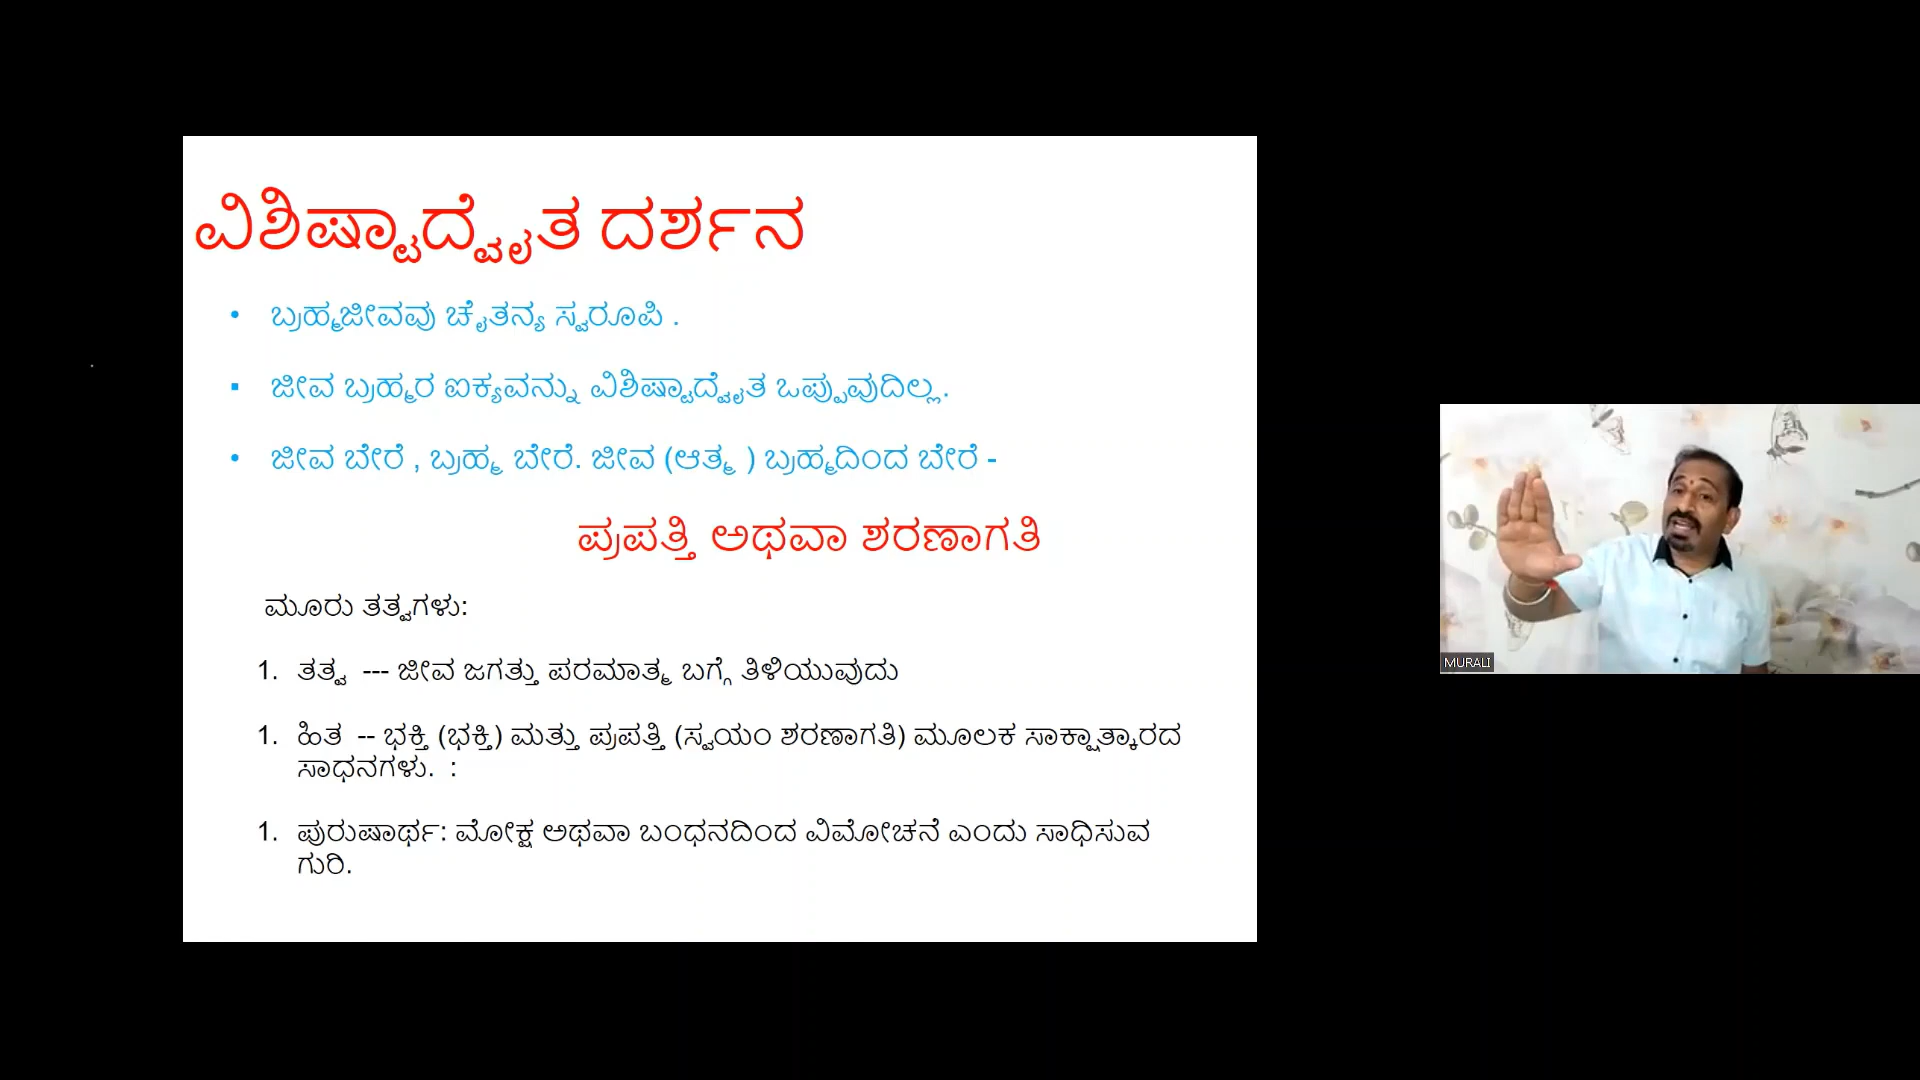 ವಿಶಿಷ್ಟಾದ್ವೈತ ದರ್ಶನ
• ಬ್ರಹ್ಮಜೀವವು ಚೈತನ್ಯ ಸ್ವರೂಪಿ .
▪ ಜೀವ ಬ್ರಹ್ಮರ ಐಕ್ಯವನ್ನು ವಿಶಿಷ್ಟಾದ್ವೈತ ಒಪ್ಪುವುದಿಲ್ಲ.
• ಜೀವ ಬೇರೆ , ಬ್ರಹ್ಮ ಬೇರೆ. ಜೀವ (ಆತ್ಮ ) ಬ್ರಹ್ಮದಿಂದ ಬೇರೆ -
ಪ್ರಪತ್ತಿ ಅಥವಾ ಶರಣಾಗತಿ
ಮೂರು ತತ್ವಗಳು:
1. ತತ್ವ --- ಜೀವ ಜಗತ್ತು ಪರಮಾತ್ಮ ಬಗ್ಗೆ ತಿಳಿಯುವುದು
1. ಹಿತ -- ಭಕ್ತಿ (ಭಕ್ತಿ) ಮತ್ತು ಪ್ರಪತ್ತಿ (ಸ್ವಯಂ ಶರಣಾಗತಿ) ಮೂಲಕ ಸಾಕ್ಷಾತ್ಕಾರದ
ಸಾಧನಗಳು. :
1. ಪುರುಷಾರ್ಥ: ಮೋಕ್ಷ ಅಥವಾ ಬಂಧನದಿಂದ ವಿಮೋಚನೆ ಎಂದು ಸಾಧಿಸುವ
ಗುರಿ.
MURALI